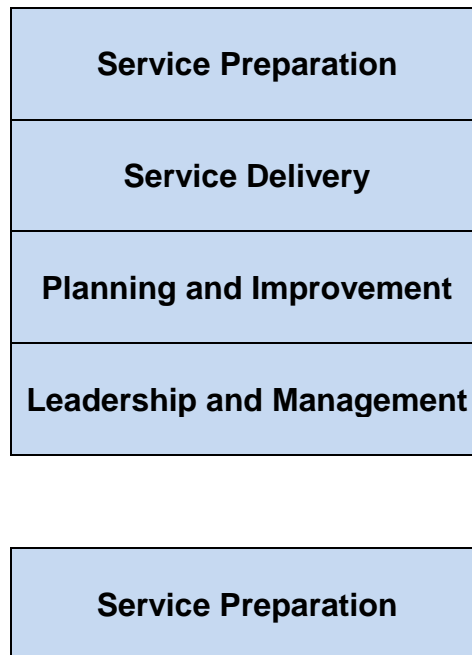 Service Preparation
Service Delivery
Planning and Improvement
Leadership and Management
Service Preparation